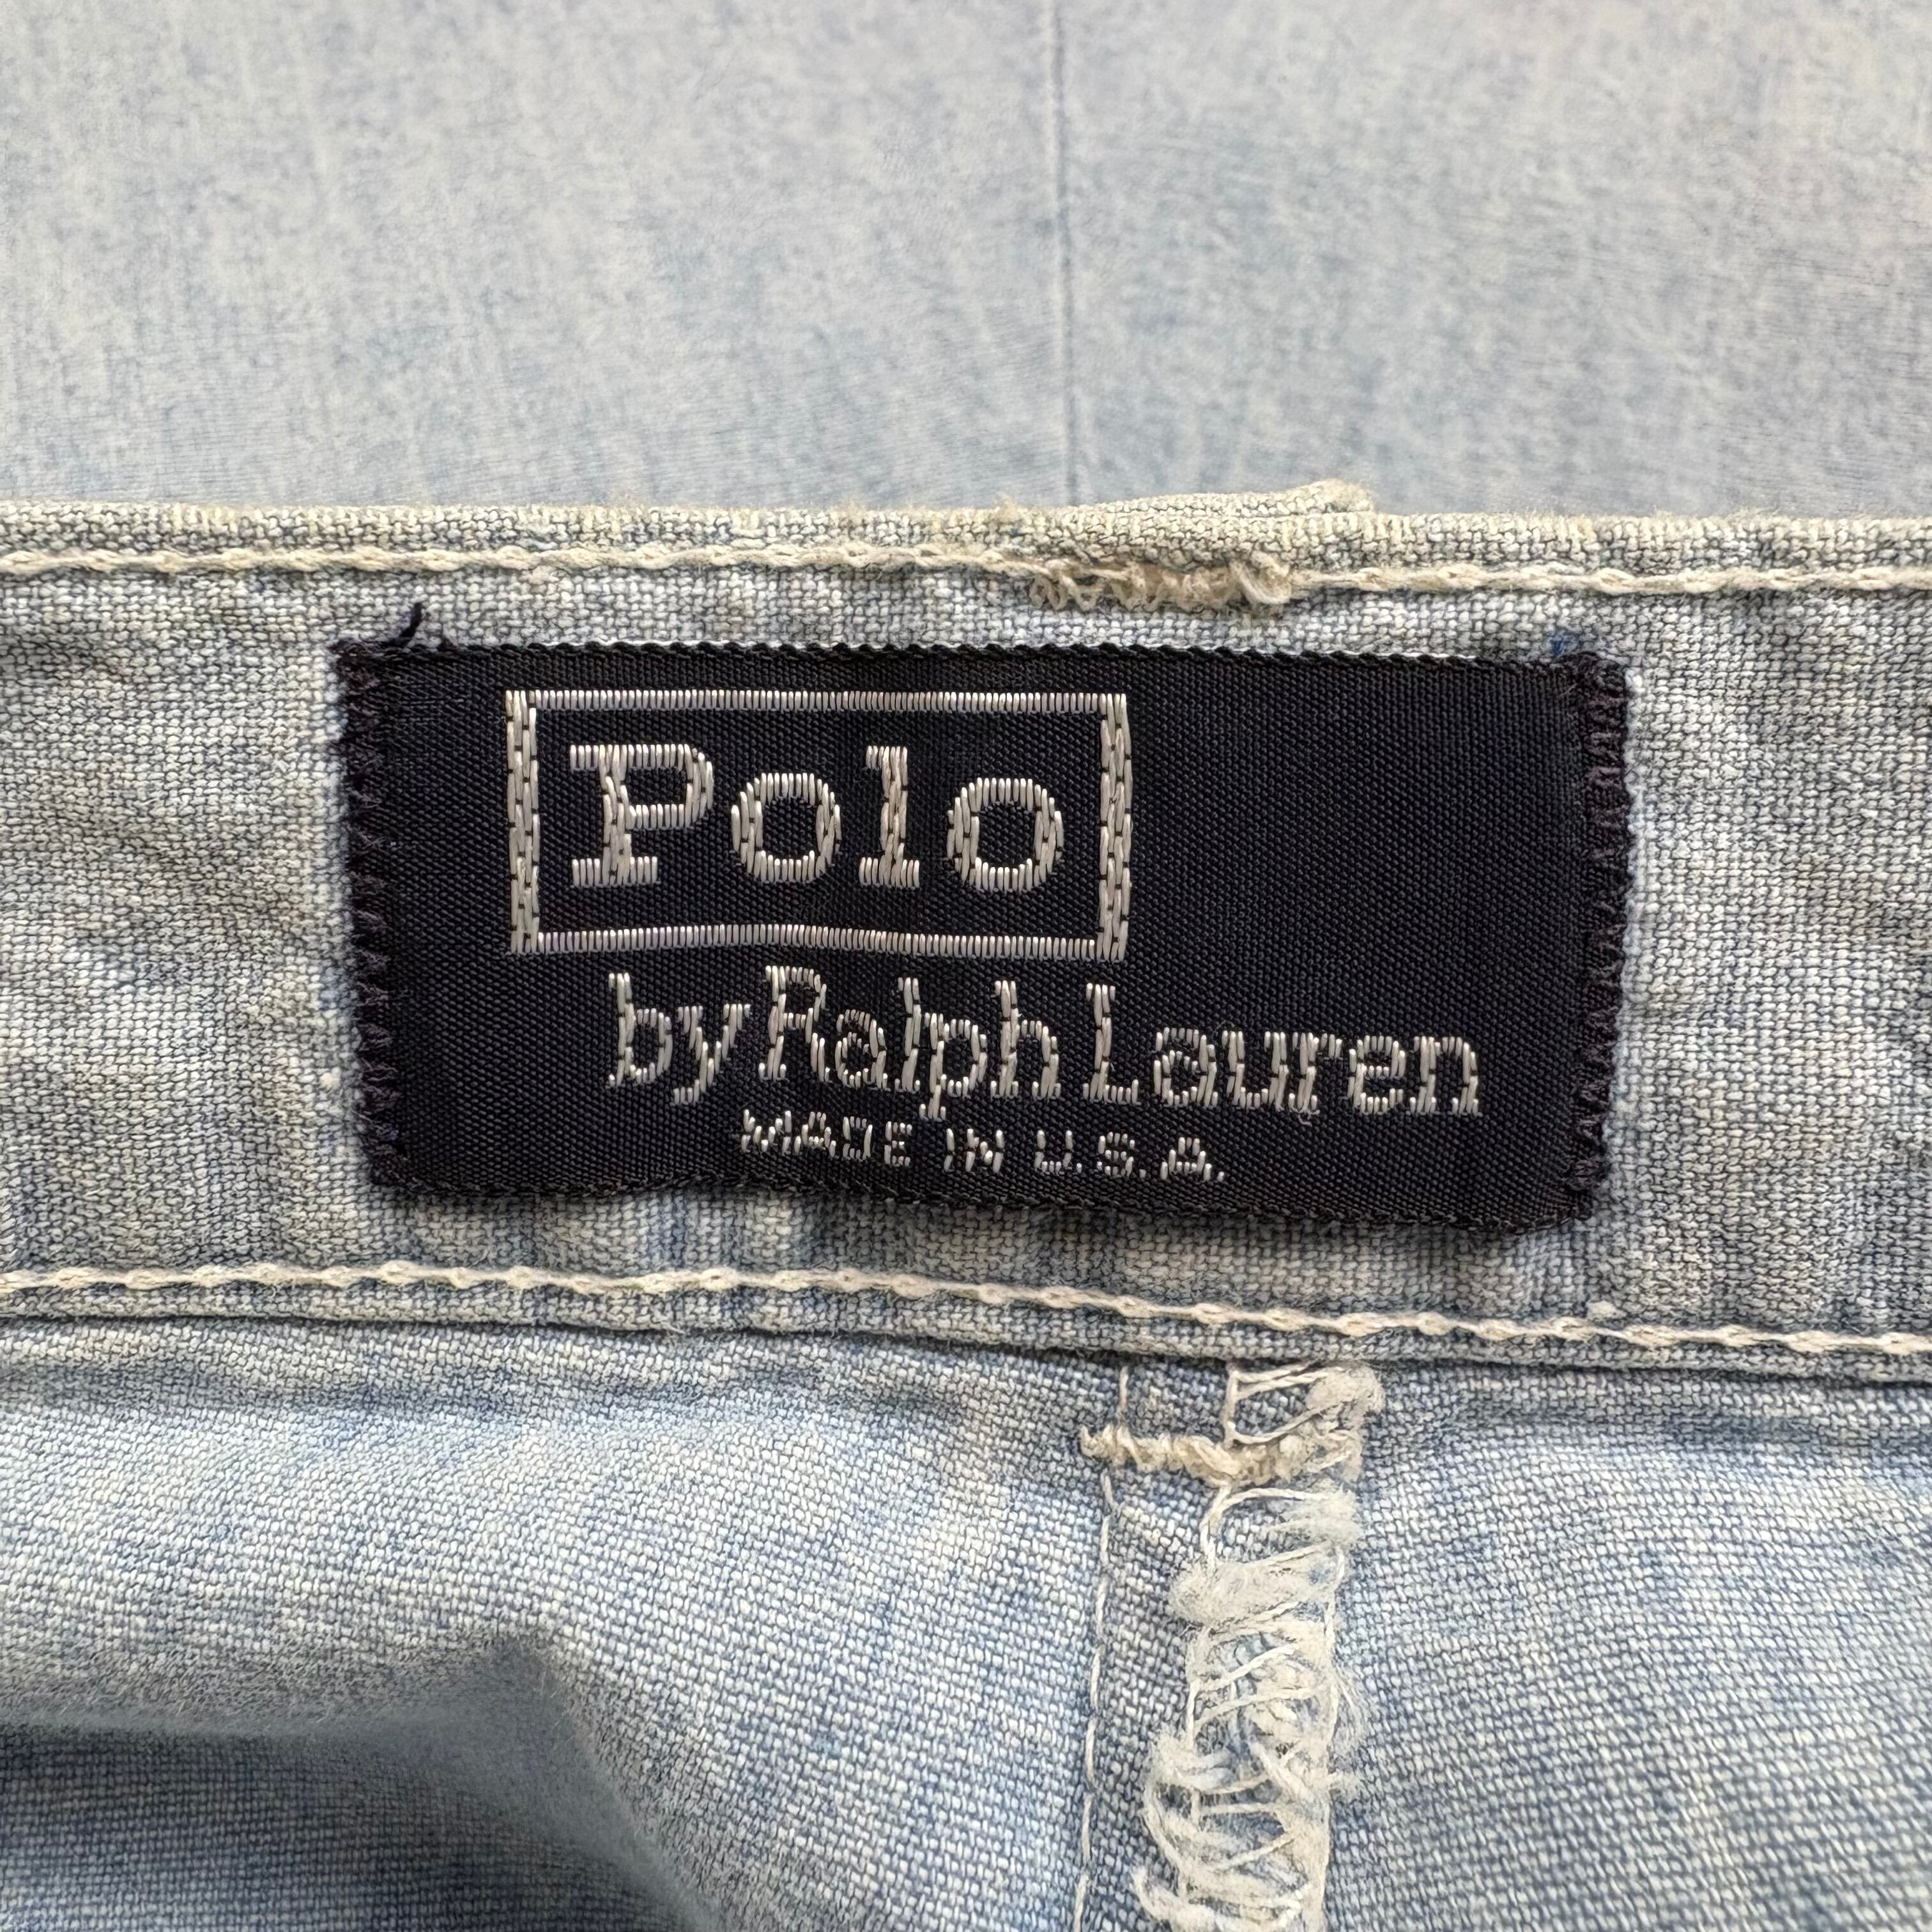 Polo
by Ralph Lauren
MADE IN U.S.A.